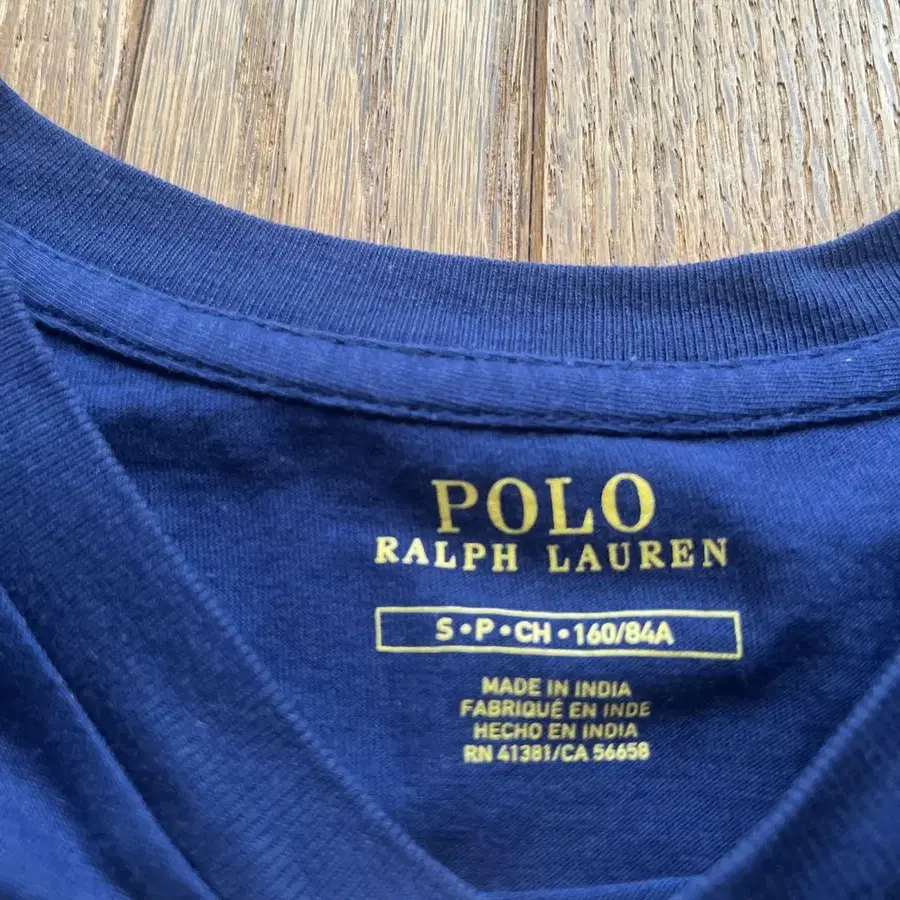 POLO
RALPH LAUREN
S•P•CH•160/84A
MADE IN INDIA
FABRIQUÉ EN INDE
HECHO EN INDIA
RN 41381/CA 56658